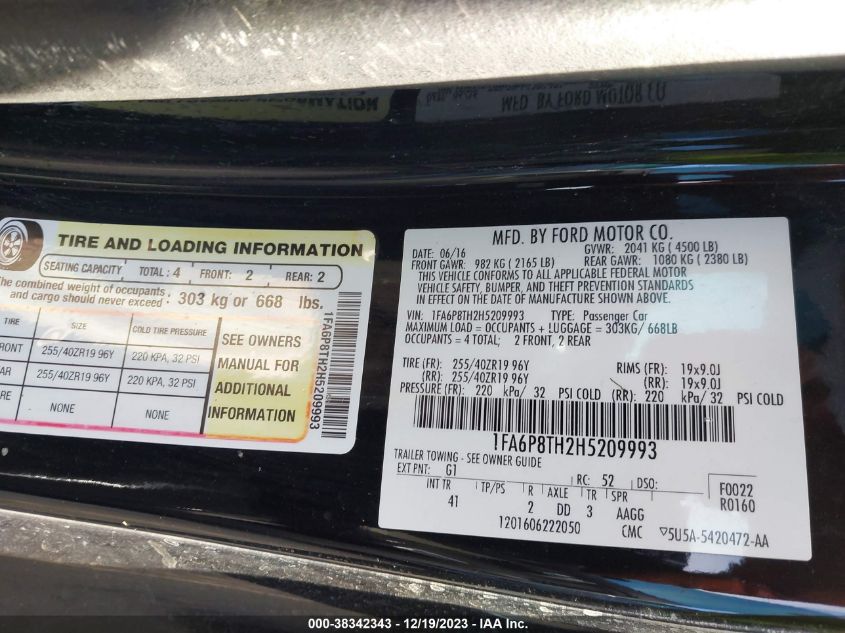 MFD. BY FORD MOTOR CO
TIRE AND LOADING INFORMATION
SEATING CAPACITY TOTAL : 4 FRONT: 2 REAR: 2
The combined weight of occupants
and cargo should never exceed : 303 kg or 668 lbs.
TIRE SIZE COLD TIRE PRESSURE
RONT 255/40ZR19 96Y 220 KPA, 32 PSI
AR 255/40ZR19 96Y 220 KPA, 32 PSI
RE NONE NONE
SEE OWNERS
MANUAL FOR
ADDITIONAL
INFORMATION
1FA6P8TH2H5209993
MFD. BY FORD MOTOR CO.
DATE: 06/16 GVWR: 2041 KG ( 4500 LB)
FRONT GAWR: 982 KG ( 2165 LB) REAR GAWR: 1080 KG ( 2380 LB)
THIS VEHICLE CONFORMS TO ALL APPLICABLE FEDERAL MOTOR
VEHICLE SAFETY, BUMPER, AND THEFT PREVENTION STANDARDS
IN EFFECT ON THE DATE OF MANUFACTURE SHOWN ABOVE.
VIN: 1FA6P8TH2H5209993 TYPE: Passenger Car
MAXIMUM LOAD = OCCUPANTS + LUGGAGE = 303KG/ 668LB
OCCUPANTS = 4 TOTAL; 2 FRONT, 2 REAR
TIRE (FR): 255/40ZR19 96Y RIMS (FR): 19x9.0J
(RR): 255/40ZR19 96Y (RR): 19x9.0J
PRESSURE (FR): 220 kPa/ 32 PSI COLD (RR): 220 kPa/ 32 PSI COLD
1FA6P8TH2H5209993
TRAILER TOWING - SEE OWNER GUIDE
EXT PNT: G1 RC: 52 DSO: F0022
INT TR TP/PS R AXLE TR SPR R0160
41 2 DD 3 AAGG
1201606222050 CMC ▽5U5A-5420472-AA
000-38342343 - 12/19/2023 - IAA Inc.